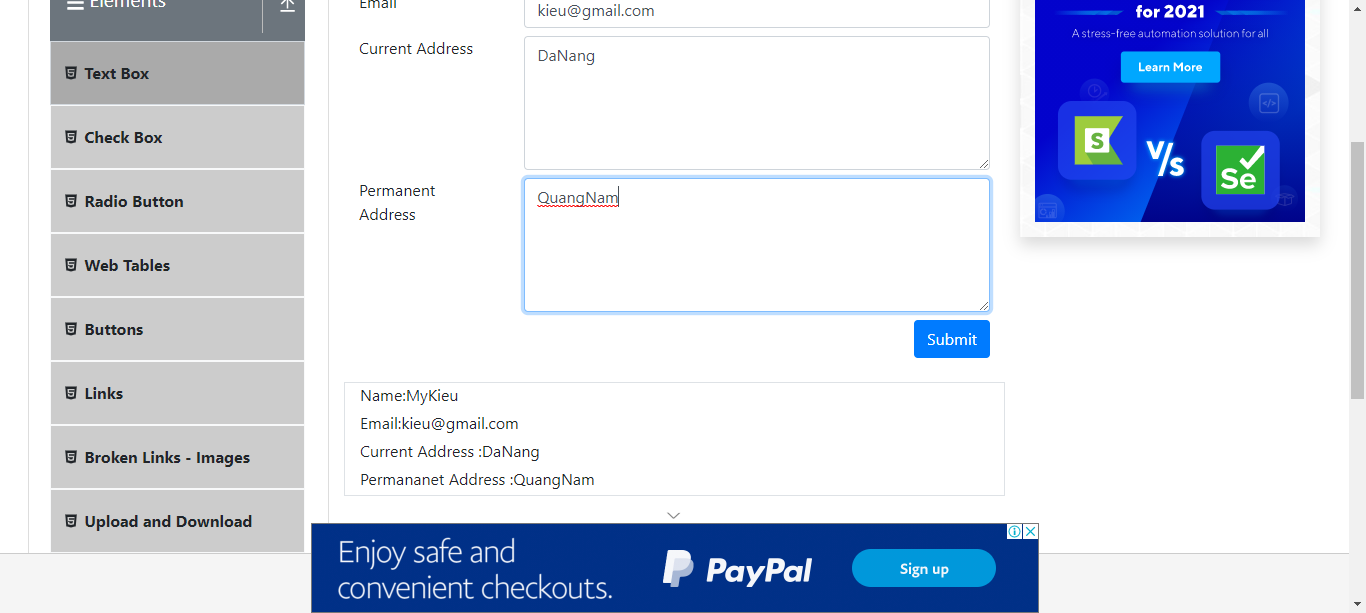 Elements
Text Box
Check Box
Radio Button
Web Tables
Buttons
Links
Broken Links - Images
Upload and Download
Email
kieu@gmail.com
Current Address
DaNang
Permanent
Address
QuangNam
Submit
Name:MyKieu
Email:kieu@gmail.com
Current Address :DaNang
Permananet Address :QuangNam
for 2021
A stress-free automation solution for all
Learn More
S
V/s
Se
Enjoy safe and
convenient checkouts.
PayPal
Sign up